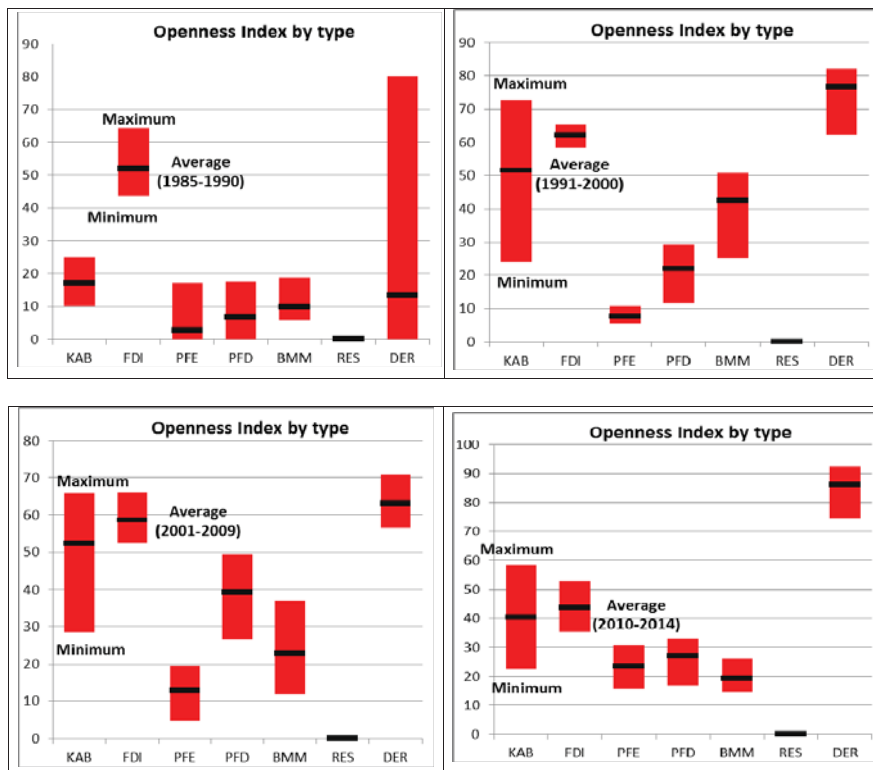 Openness Index by type
90
80
70
60
50
40
30
20
10
0
Maximum
Average
(1985-1990)
Minimum
KAB FDI PFE PFD BMM RES DER
Openness Index by type
90
80
70
60
50
40
30
20
10
0
Maximum
Average
(1991-2000)
Minimum
KAB FDI PFE PFD BMM RES DER
Openness Index by type
80
70
60
50
40
30
20
10
0
Maximum
Average
(2001-2009)
Minimum
KAB FDI PFE PFD BMM RES DER
Openness Index by type
100
90
80
70
60
50
40
30
20
10
0
Maximum
Average
(2010-2014)
Minimum
KAB FDI PFE PFD BMM RES DER